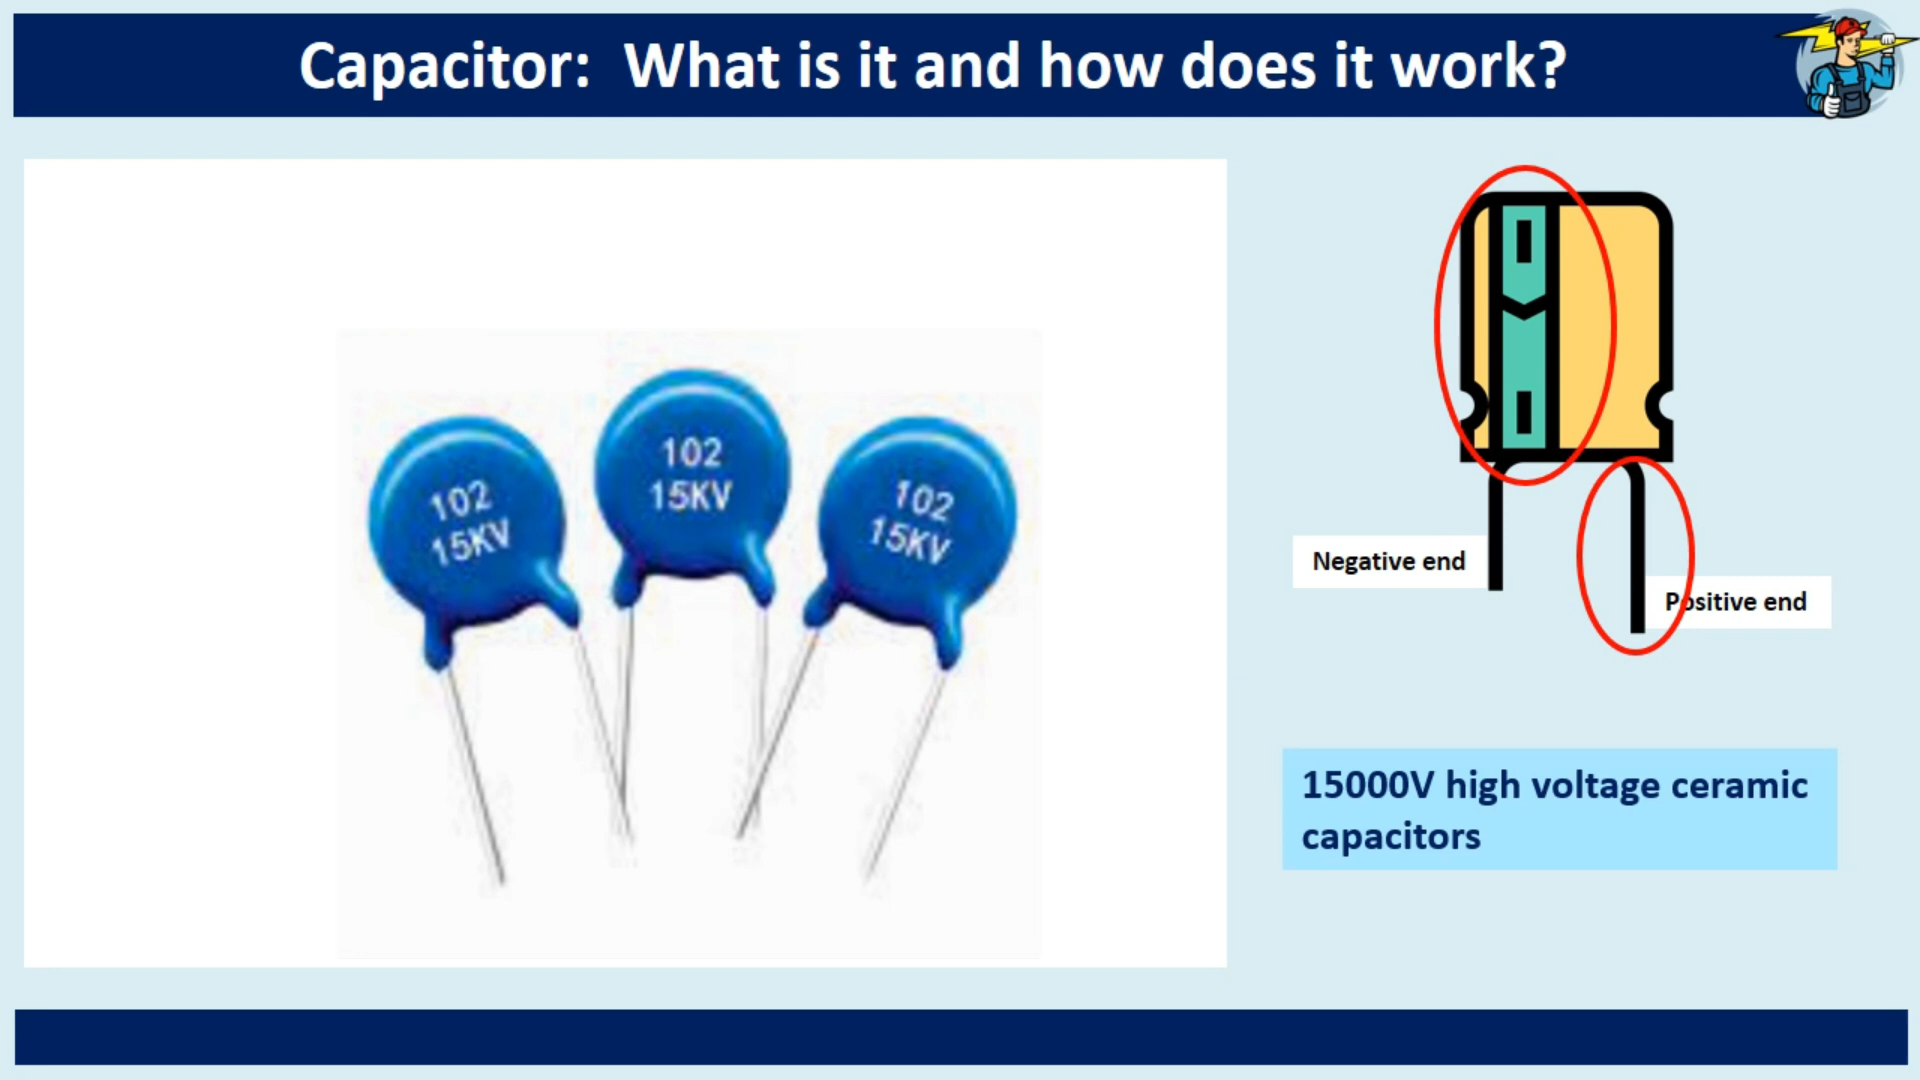 Capacitor: What is it and how does it work?
102
15KV
102
15KV
102
15KV
Negative end
Positive end
15000V high voltage ceramic
capacitors